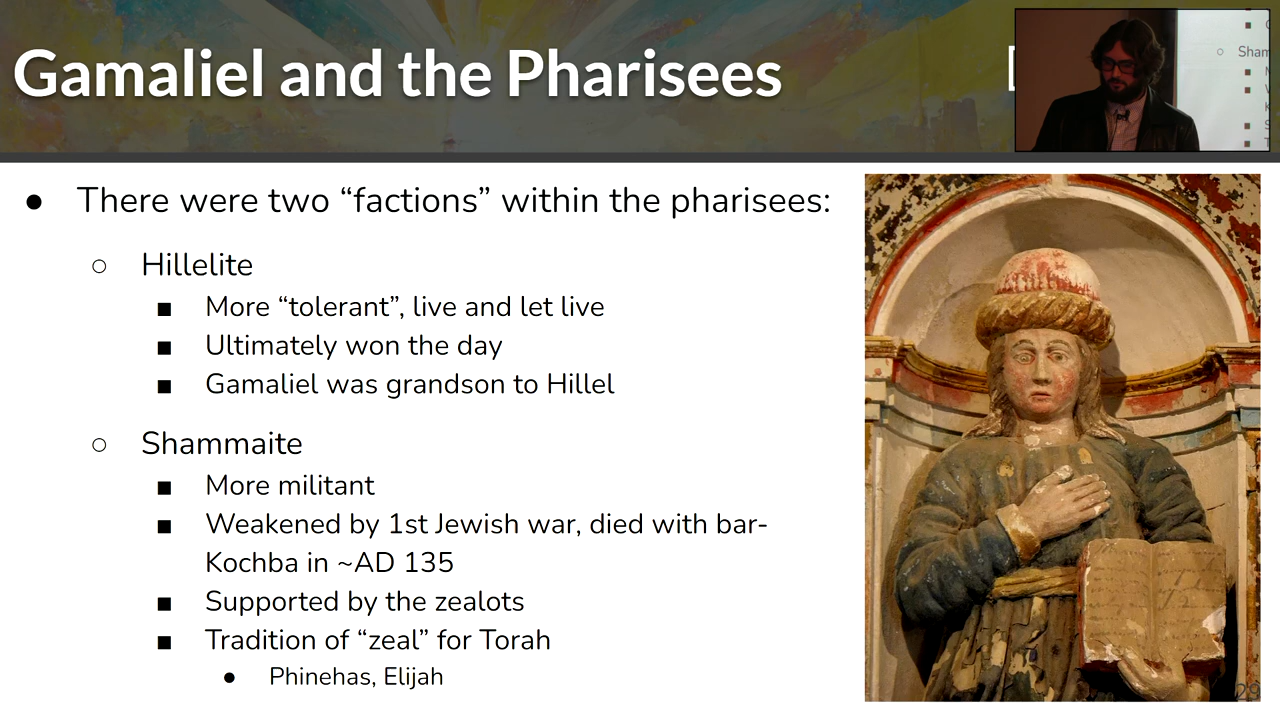 Gamaliel and the Pharisees
● There were two “factions” within the pharisees:
○ Hillelite
■ More “tolerant”, live and let live
■ Ultimately won the day
■ Gamaliel was grandson to Hillel
○ Shammaite
■ More militant
■ Weakened by 1st Jewish war, died with bar-
Kochba in ~AD 135
■ Supported by the zealots
■ Tradition of “zeal” for Torah
● Phinehas, Elijah
○ Sham
29